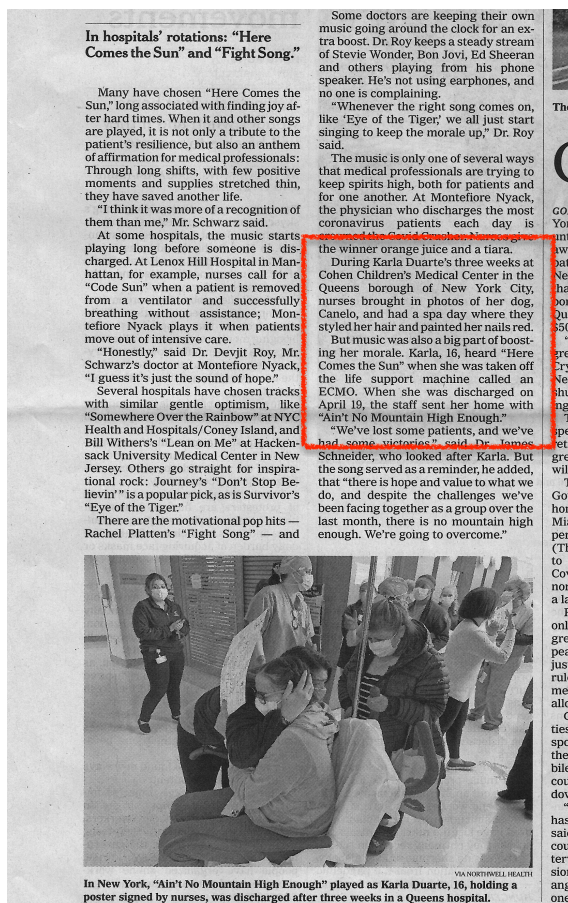 In hospitals' rotations: "Here
Comes the Sun" and "Fight Song."
Many have chosen "Here Comes the
Sun," long associated with finding joy af-
ter hard times. When it and other songs
are played, it is not only a tribute to the
patient's resilience, but also an anthem
of affirmation for medical professionals:
Through long shifts, with few positive
moments and supplies stretched thin,
they have saved another life.
"I think it was more of a recognition of
them than me," Mr. Schwarz said.
At some hospitals, the music starts
playing long before someone is dis-
charged. At Lenox Hill Hospital in Man-
hattan, for example, nurses call for a
"Code Sun" when a patient is removed
from a ventilator and successfully
breathing without assistance; Mon-
tefiore Nyack plays it when patients
move out of intensive care.
"Honestly," said Dr. Devjit Roy, Mr.
Schwarz's doctor at Montefiore Nyack,
"I guess it's just the sound of hope."
Several hospitals have chosen tracks
with similar gentle optimism, like
"Somewhere Over the Rainbow" at NYC
Health and Hospitals/Coney Island, and
Bill Withers's "Lean on Me" at Hacken-
sack University Medical Center in New
Jersey. Others go straight for inspira-
tional rock: Journey's "Don't Stop Be-
lievin'" is a popular pick, as is Survivor's
"Eye of the Tiger."
There are the motivational pop hits —
Rachel Platten's "Fight Song" — and
Some doctors are keeping their own
music going around the clock for an ex-
tra boost. Dr. Roy keeps a steady stream
of Stevie Wonder, Bon Jovi, Ed Sheeran
and others playing from his phone
speaker. He's not using earphones, and
no one is complaining.
"Whenever the right song comes on,
like 'Eye of the Tiger,' we all just start
singing to keep the morale up," Dr. Roy
said.
The music is only one of several ways
that medical professionals are trying to
keep spirits high, both for patients and
for one another. At Montefiore Nyack,
the physician who discharges the most
coronavirus patients each day is
crowned the Covid Crusher. Nurses give
the winner orange juice and a tiara.
During Karla Duarte's three weeks at
Cohen Children's Medical Center in the
Queens borough of New York City,
nurses brought in photos of her dog,
Canelo, and had a spa day where they
styled her hair and painted her nails red.
But music was also a big part of boost-
ing her morale. Karla, 16, heard "Here
Comes the Sun" when she was taken off
the life support machine called an
ECMO. When she was discharged on
April 19, the staff sent her home with
"Ain't No Mountain High Enough."
"We've lost some patients, and we've
had some victories," said Dr. James
Schneider, who looked after Karla. But
the song served as a reminder, he added,
that "there is hope and value to what we
do, and despite the challenges we've
been facing together as a group over the
last month, there is no mountain high
enough. We're going to overcome."
VIA NORTHWELL HEALTH
In New York, "Ain't No Mountain High Enough" played as Karla Duarte, 16, holding a
poster signed by nurses, was discharged after three weeks in a Queens hospital.